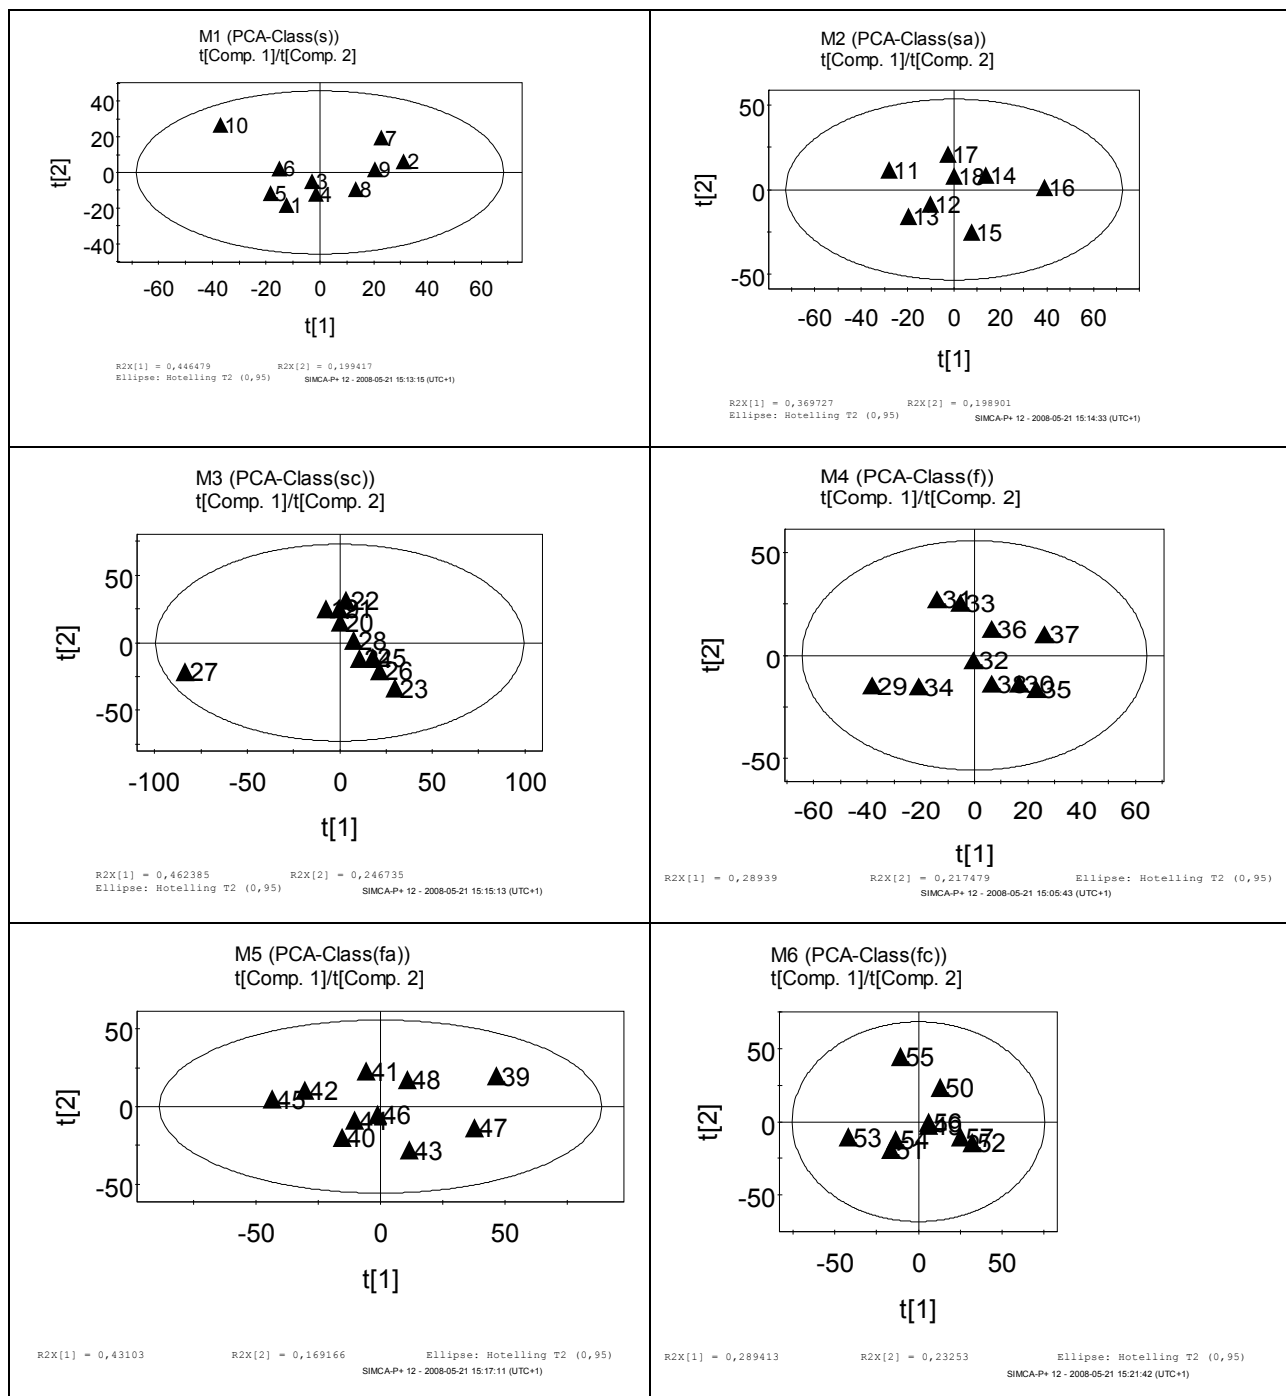 M1 (PCA-Class(s))
t[Comp. 1]/t[Comp. 2]
t[2]
40
20
0
-20
-40
10
7
6
2
9
3
5
4
8
1
-60 -40 -20 0 20 40 60
t[1]
R2X[1] = 0,446479 R2X[2] = 0,199417
Ellipse: Hotelling T2 (0,95) SIMCA-P+ 12 - 2008-05-21 15:13:15 (UTC+1)
M2 (PCA-Class(sa))
t[Comp. 1]/t[Comp. 2]
t[2]
50
0
-50
17
11
18
14
16
12
13
15
-60 -40 -20 0 20 40 60
t[1]
R2X[1] = 0,369727 R2X[2] = 0,198901
Ellipse: Hotelling T2 (0,95) SIMCA-P+ 12 - 2008-05-21 15:14:33 (UTC+1)
M3 (PCA-Class(sc))
t[Comp. 1]/t[Comp. 2]
t[2]
50
0
-50
22
20
28
25
26
27
23
-100 -50 0 50 100
t[1]
R2X[1] = 0,462385 R2X[2] = 0,246735
Ellipse: Hotelling T2 (0,95) SIMCA-P+ 12 - 2008-05-21 15:15:13 (UTC+1)
M4 (PCA-Class(f))
t[Comp. 1]/t[Comp. 2]
t[2]
50
0
-50
31
33
36
37
32
29
34
38
30
35
-60 -40 -20 0 20 40 60
t[1]
R2X[1] = 0,28939 R2X[2] = 0,217479 Ellipse: Hotelling T2 (0,95)
SIMCA-P+ 12 - 2008-05-21 15:05:43 (UTC+1)
M5 (PCA-Class(fa))
t[Comp. 1]/t[Comp. 2]
t[2]
50
0
-50
41
48
39
42
45
44
46
40
47
43
-50 0 50
t[1]
R2X[1] = 0,43103 R2X[2] = 0,169166 Ellipse: Hotelling T2 (0,95)
SIMCA-P+ 12 - 2008-05-21 15:17:11 (UTC+1)
M6 (PCA-Class(fc))
t[Comp. 1]/t[Comp. 2]
t[2]
50
0
-50
55
50
56
49
53
54
57
51
52
-50 0 50
t[1]
R2X[1] = 0,289413 R2X[2] = 0,23253 Ellipse: Hotelling T2 (0,95)
SIMCA-P+ 12 - 2008-05-21 15:21:42 (UTC+1)